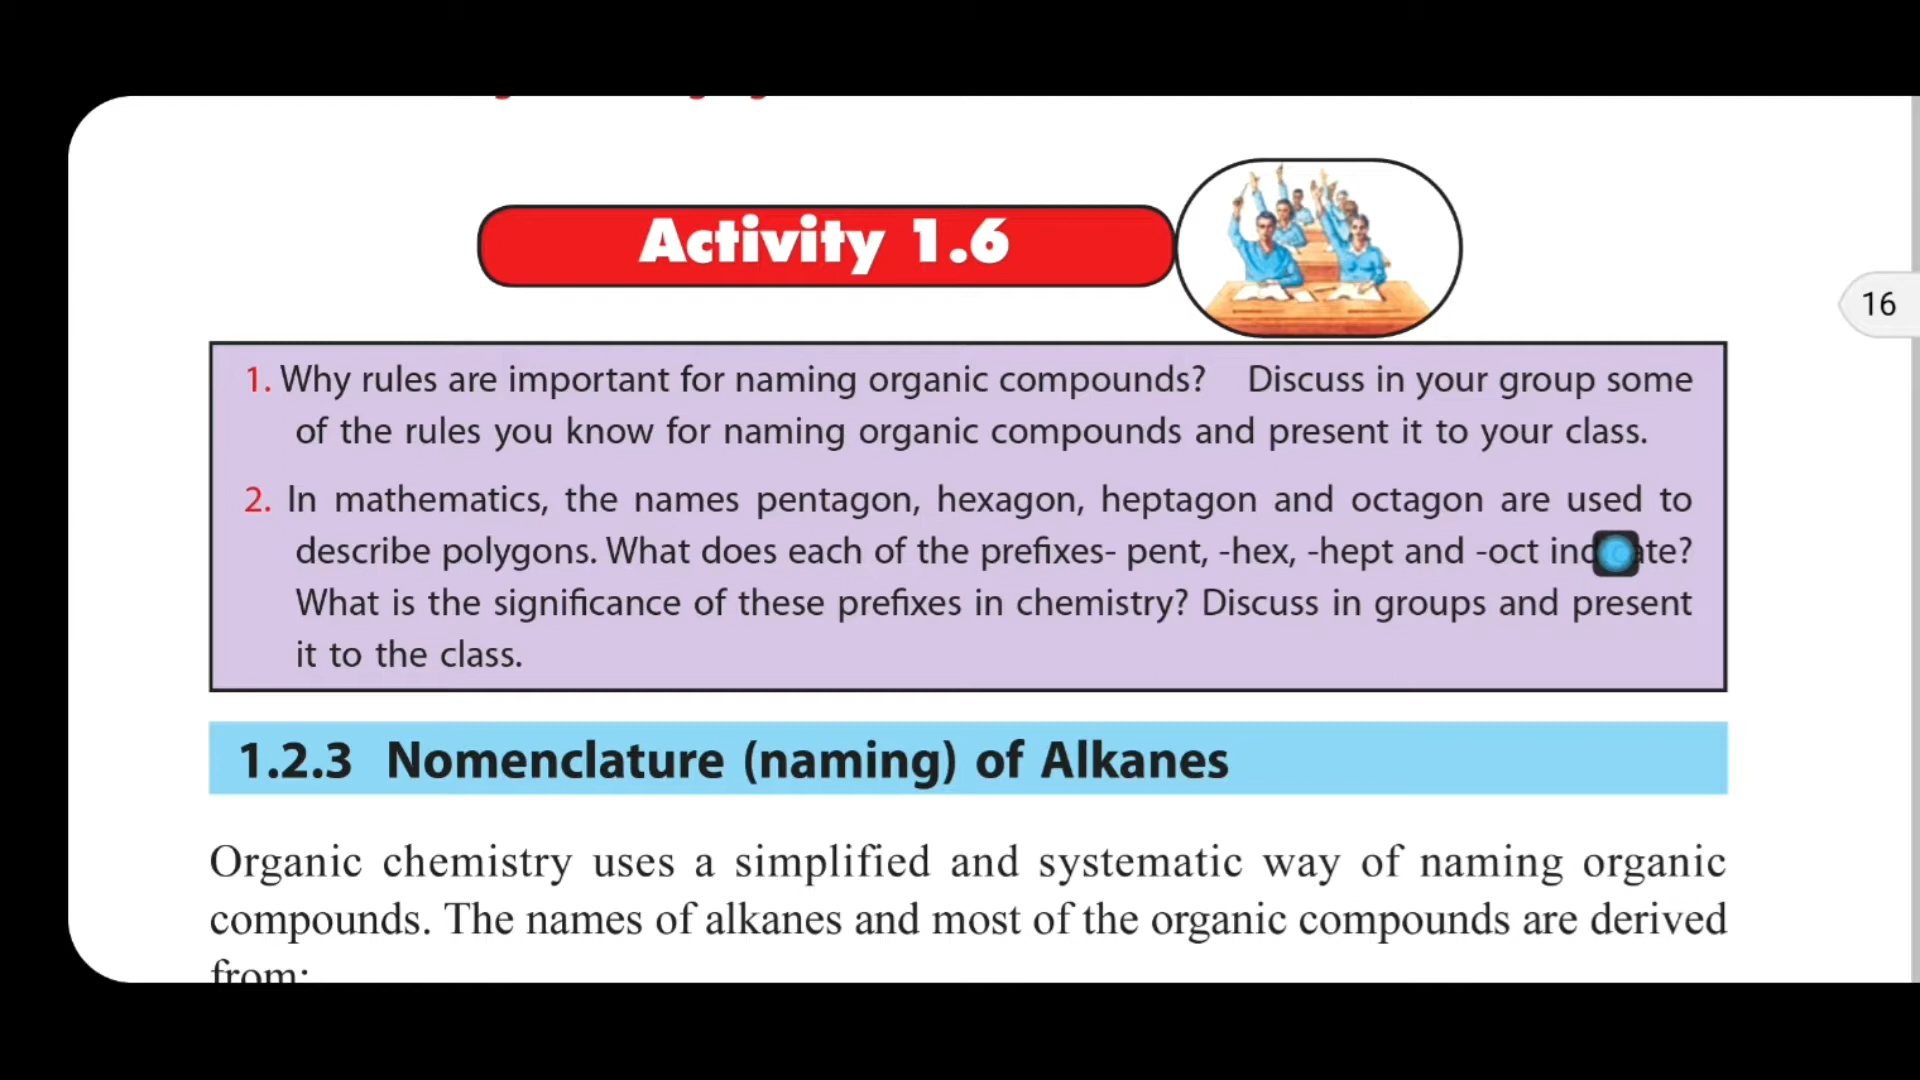 Activity 1.6
16
1. Why rules are important for naming organic compounds? Discuss in your group some
of the rules you know for naming organic compounds and present it to your class.
2. In mathematics, the names pentagon, hexagon, heptagon and octagon are used to
describe polygons. What does each of the prefixes- pent, -hex, -hept and -oct indicate?
What is the significance of these prefixes in chemistry? Discuss in groups and present
it to the class.
1.2.3 Nomenclature (naming) of Alkanes
Organic chemistry uses a simplified and systematic way of naming organic
compounds. The names of alkanes and most of the organic compounds are derived
from: